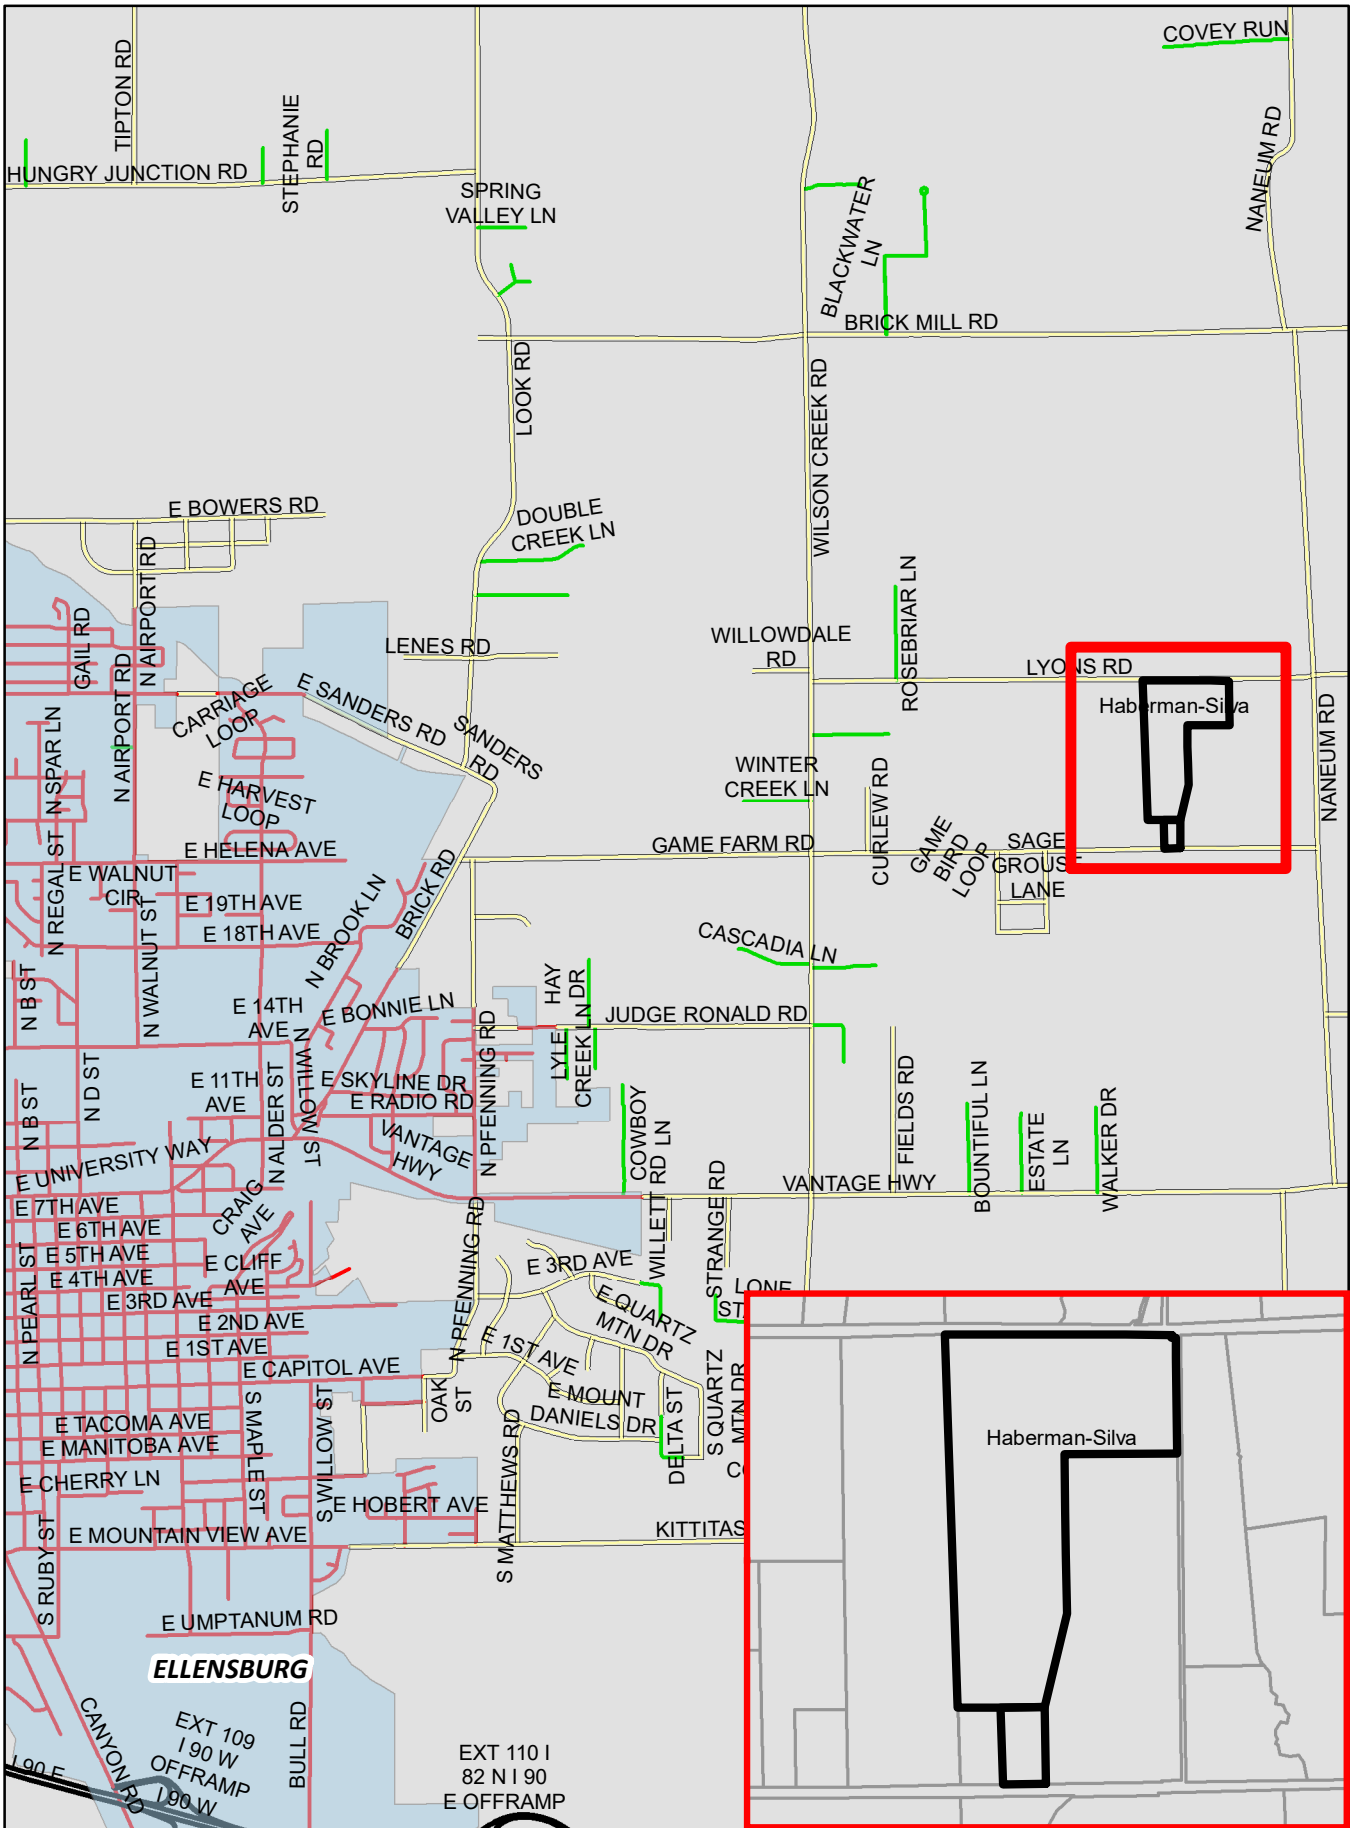 COVEY RUN
TIPTON RD
STEPHANIE
RD
HUNGRY JUNCTION RD
SPRING
VALLEY LN
BLACKWATER
LN
NANEUM RD
BRICK MILL RD
LOOK RD
WILSON CREEK RD
E BOWERS RD
DOUBLE
CREEK LN
N AIRPORT RD
GAIL RD
N AIRPORT RD
LENES RD
WILLOWDALE
RD
ROSEBRIAR LN
LYONS RD
Haberman-Silva
NANEUM RD
CARRIAGE
LOOP
E SANDERS RD
SANDERS
RD
N SPAR LN
E HARVEST
LOOP
WINTER
CREEK LN
CURLEW RD
GAME
BIRD
LOOP
SAGE
GROUSE
LANE
GAME FARM RD
E HELENA AVE
N REGAL ST
E WALNUT
CIR
E 19TH AVE
E 18TH AVE
N WALNUT ST
N BROOK LN
BRICK RD
CASCADIA LN
N B ST
E 14TH
AVE
E BONNIE LN
HAY
DR
JUDGE RONALD RD
N PFENNING RD
LYLE
CREEK LN
N D ST
N B ST
E 11TH
AVE
N ALDER ST
N WILLOW ST
E SKYLINE DR
E RADIO RD
VANTAGE
HWY
COWBOY
LN
FIELDS RD
BOUNTIFUL LN
ESTATE
LN
WALKER DR
E UNIVERSITY WAY
VANTAGE HWY
E 7TH AVE
E 6TH AVE
E 5TH AVE
E 4TH AVE
E 3RD AVE
E 2ND AVE
E 1ST AVE
CRAIG
AVE
E CLIFF
AVE
N PEARL ST
N PFENNING RD
E 3RD AVE
WILLETT RD
STRANGE RD
LONE
ST
E QUARTZ
MTN DR
E 1ST AVE
E CAPITOL AVE
OAK
ST
E MOUNT
DANIELS DR
DELTA ST
S QUARTZ
MTN DR
E TACOMA AVE
E MANITOBA AVE
S MAPLE ST
S WILLOW ST
S MATTHEWS RD
E CHERRY LN
E HOBERT AVE
KITTITAS
E MOUNTAIN VIEW AVE
S RUBY ST
E UMPTANUM RD
ELLENSBURG
CANYON RD
EXT 109
I 90 W
OFFRAMP
BULL RD
I 90 E
I 90 W
EXT 110 I
82 N I 90
E OFFRAMP
Haberman-Silva